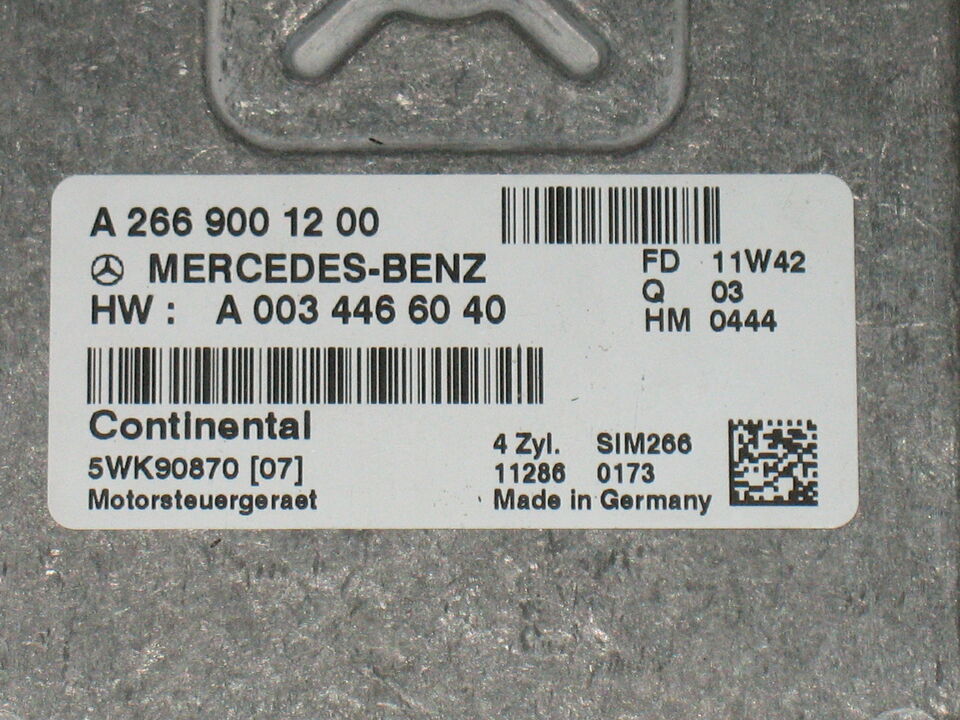 A 266 900 12 00
MERCEDES-BENZ
HW : A 003 446 60 40
FD 11W42
Q 03
HM 0444
Continental
5WK90870 [07]
Motorsteuergeraet
4 Zyl. SIM266
11286 0173
Made in Germany